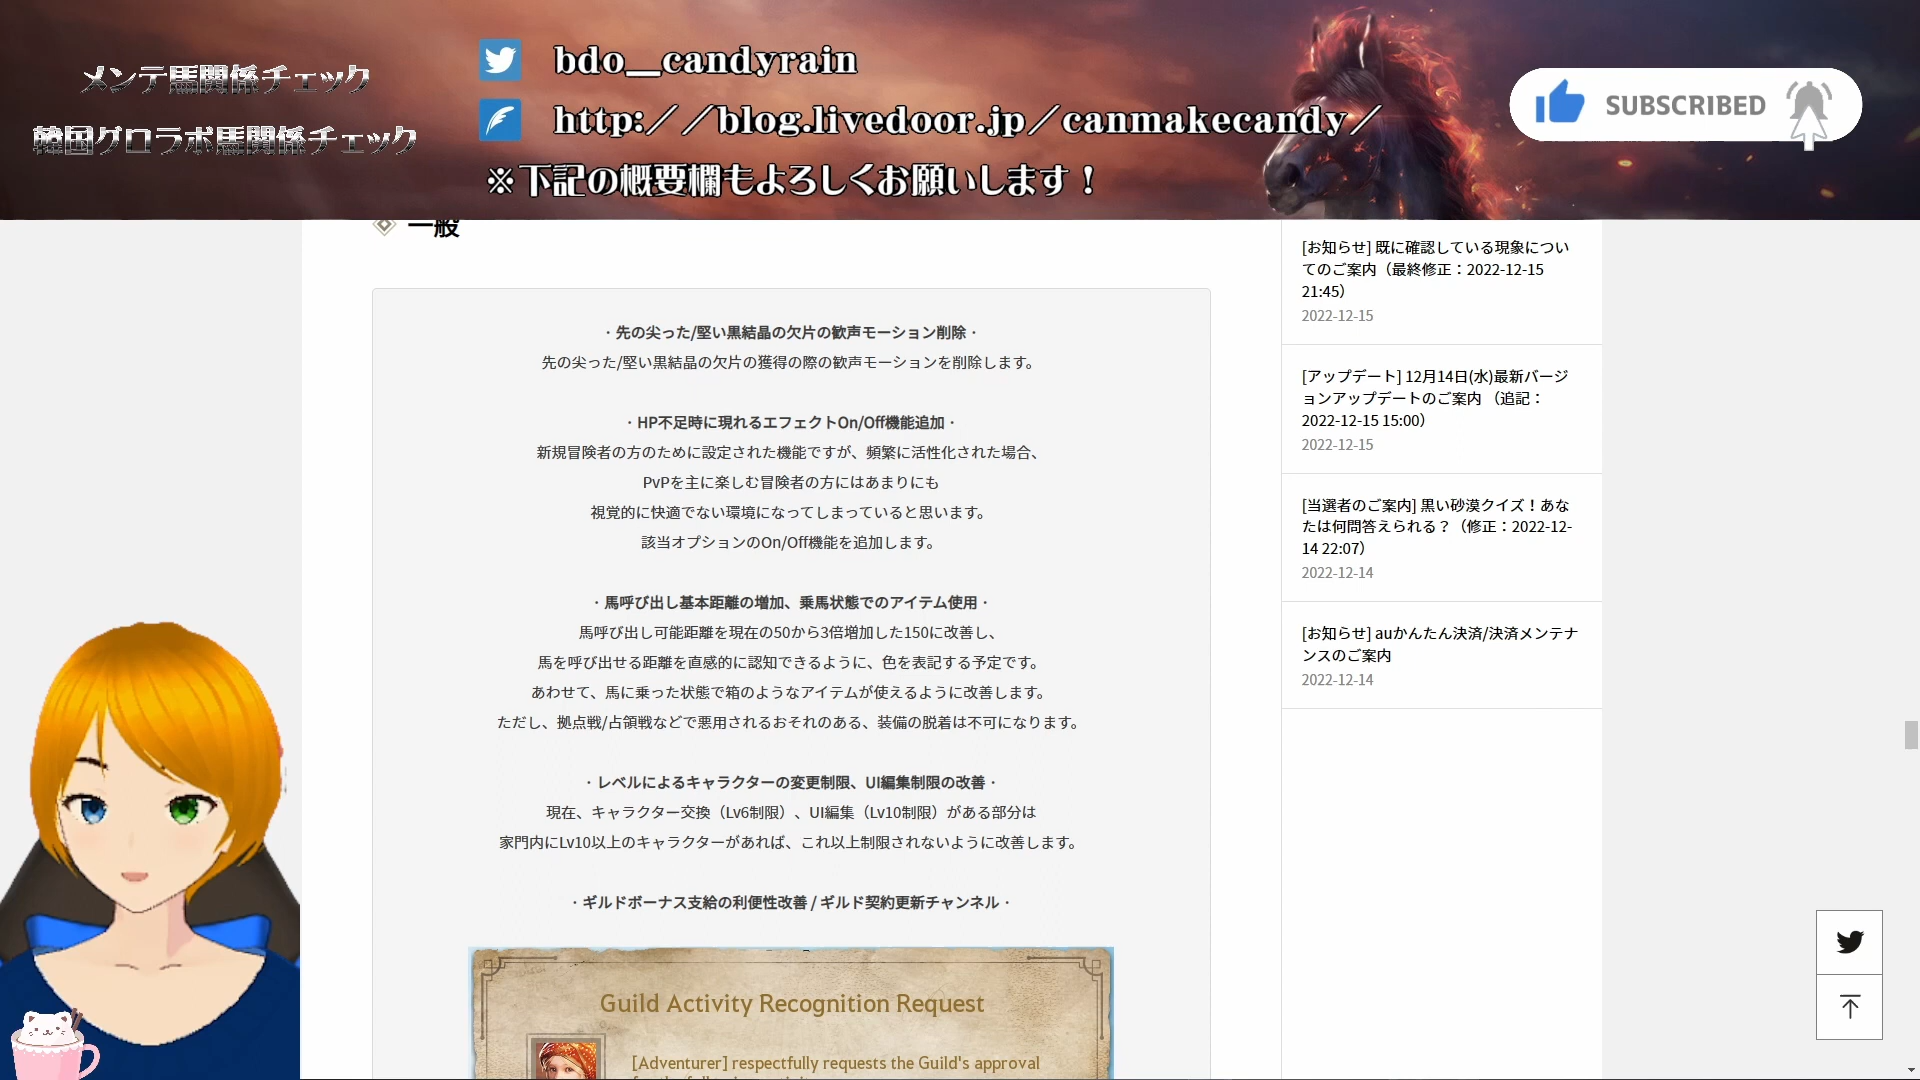 メンテ馬関係チェック
韓国グロラボ馬関係チェック
bdo__candyrain
http://blog.livedoor.jp/canmakecandy/
※下記の概要欄もよろしくお願いします！
SUBSCRIBED
一般
· 先の尖った/堅い黒結晶の欠片の歓声モーション削除 ·
先の尖った/堅い黒結晶の欠片の獲得の際の歓声モーションを削除します。
· HP不足時に現れるエフェクトOn/Off機能追加 ·
新規冒険者の方のために設定された機能ですが、頻繁に活性化された場合、
PvPを主に楽しむ冒険者の方にはあまりにも
視覚的に快適でない環境になってしまっていると思います。
該当オプションのOn/Off機能を追加します。
· 馬呼び出し基本距離の増加、乗馬状態でのアイテム使用 ·
馬呼び出し可能距離を現在の50から3倍増加した150に改善し、
馬を呼び出せる距離を直感的に認知できるように、色を表記する予定です。
あわせて、馬に乗った状態で箱のようなアイテムが使えるように改善します。
ただし、拠点戦/占領戦などで悪用されるおそれのある、装備の脱着は不可になります。
· レベルによるキャラクターの変更制限、UI編集制限の改善 ·
現在、キャラクター交換（Lv6制限）、UI編集（Lv10制限）がある部分は
家門内にLv10以上のキャラクターがあれば、これ以上制限されないように改善します。
· ギルドボーナス支給の利便性改善 / ギルド契約更新チャンネル ·
Guild Activity Recognition Request
[Adventurer] respectfully requests the Guild's approval
[お知らせ] 既に確認している現象につい
てのご案内（最終修正：2022-12-15
21:45）
2022-12-15
[アップデート] 12月14日(水)最新バージ
ョンアップデートのご案内 （追記：
2022-12-15 15:00）
2022-12-15
[当選者のご案内] 黒い砂漠クイズ！あな
たは何問答えられる？（修正：2022-12-
14 22:07）
2022-12-14
[お知らせ] auかんたん決済/決済メンテナ
ンスのご案内
2022-12-14